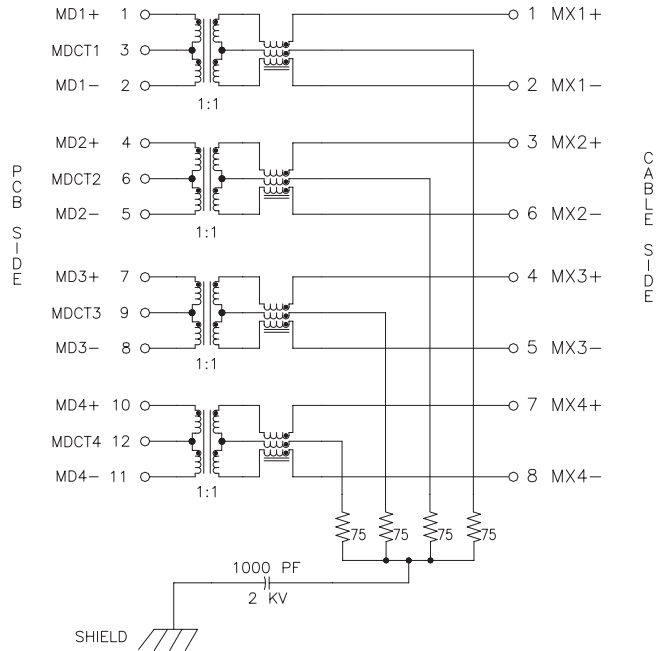 MD1+ 1
1 MX1+
MDCT1 3
MD1− 2
2 MX1−
1:1
MD2+ 4
3 MX2+
MDCT2 6
MD2− 5
6 MX2−
1:1
PCB SIDE
CABLE SIDE
MD3+ 7
4 MX3+
MDCT3 9
MD3− 8
5 MX3−
1:1
MD4+ 10
7 MX4+
MDCT4 12
MD4− 11
8 MX4−
1:1
75 75 75 75
1000 PF
2 KV
SHIELD